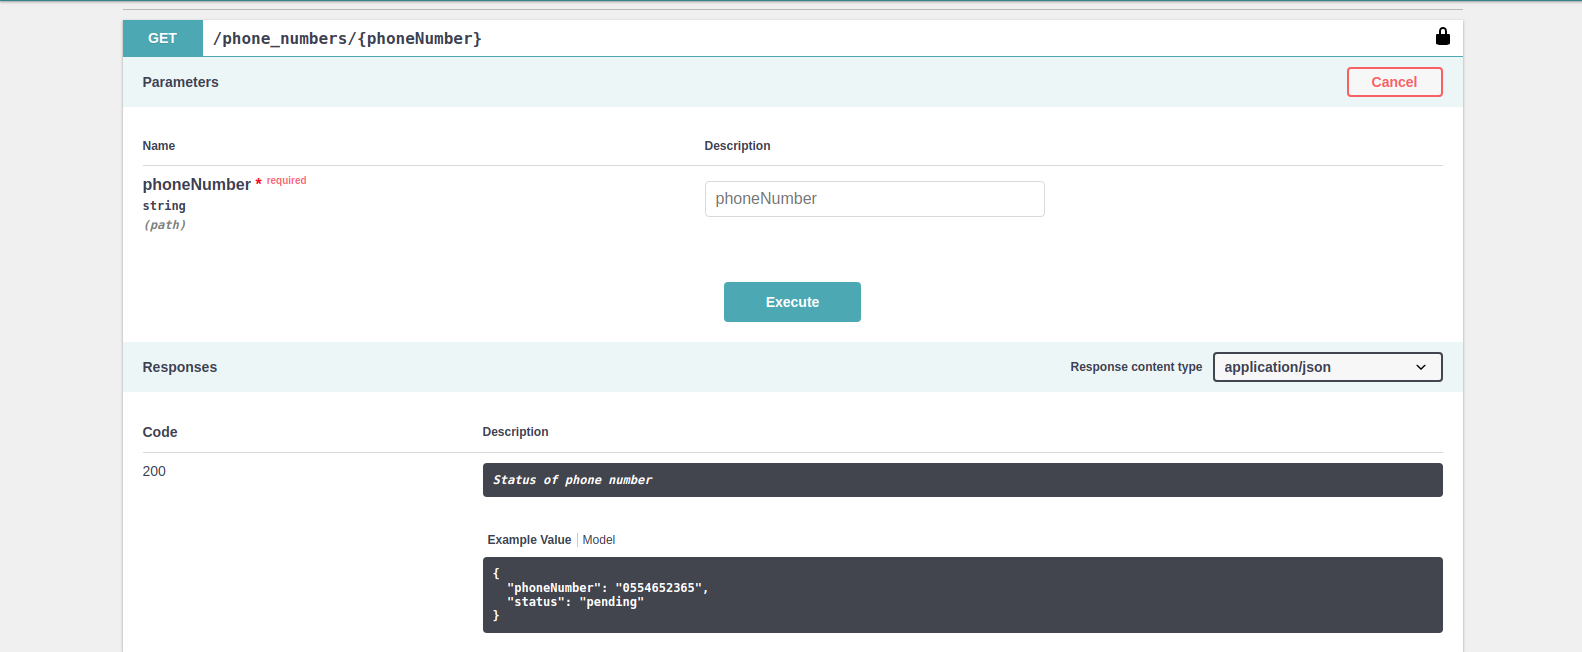 GET /phone_numbers/{phoneNumber}
Parameters Cancel
Name Description
phoneNumber * required
string
(path)
phoneNumber
Execute
Responses Response content type application/json
Code Description
200
Status of phone number
Example Value Model
{
"phoneNumber": "0554652365",
"status": "pending"
}